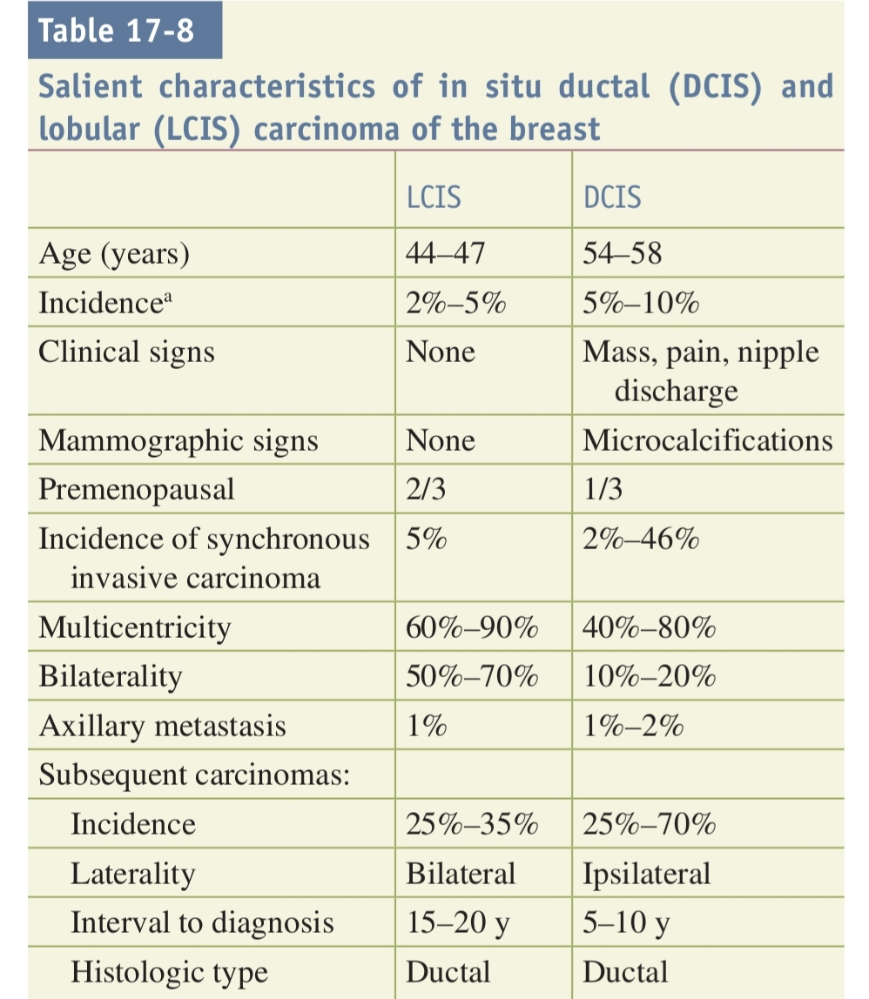 Table 17-8
Salient characteristics of in situ ductal (DCIS) and
lobular (LCIS) carcinoma of the breast
LCIS DCIS
Age (years) 44–47 54–58
Incidenceᵃ 2%–5% 5%–10%
Clinical signs None Mass, pain, nipple
discharge
Mammographic signs None Microcalcifications
Premenopausal 2/3 1/3
Incidence of synchronous 5% 2%–46%
invasive carcinoma
Multicentricity 60%–90% 40%–80%
Bilaterality 50%–70% 10%–20%
Axillary metastasis 1% 1%–2%
Subsequent carcinomas:
Incidence 25%–35% 25%–70%
Laterality Bilateral Ipsilateral
Interval to diagnosis 15–20 y 5–10 y
Histologic type Ductal Ductal